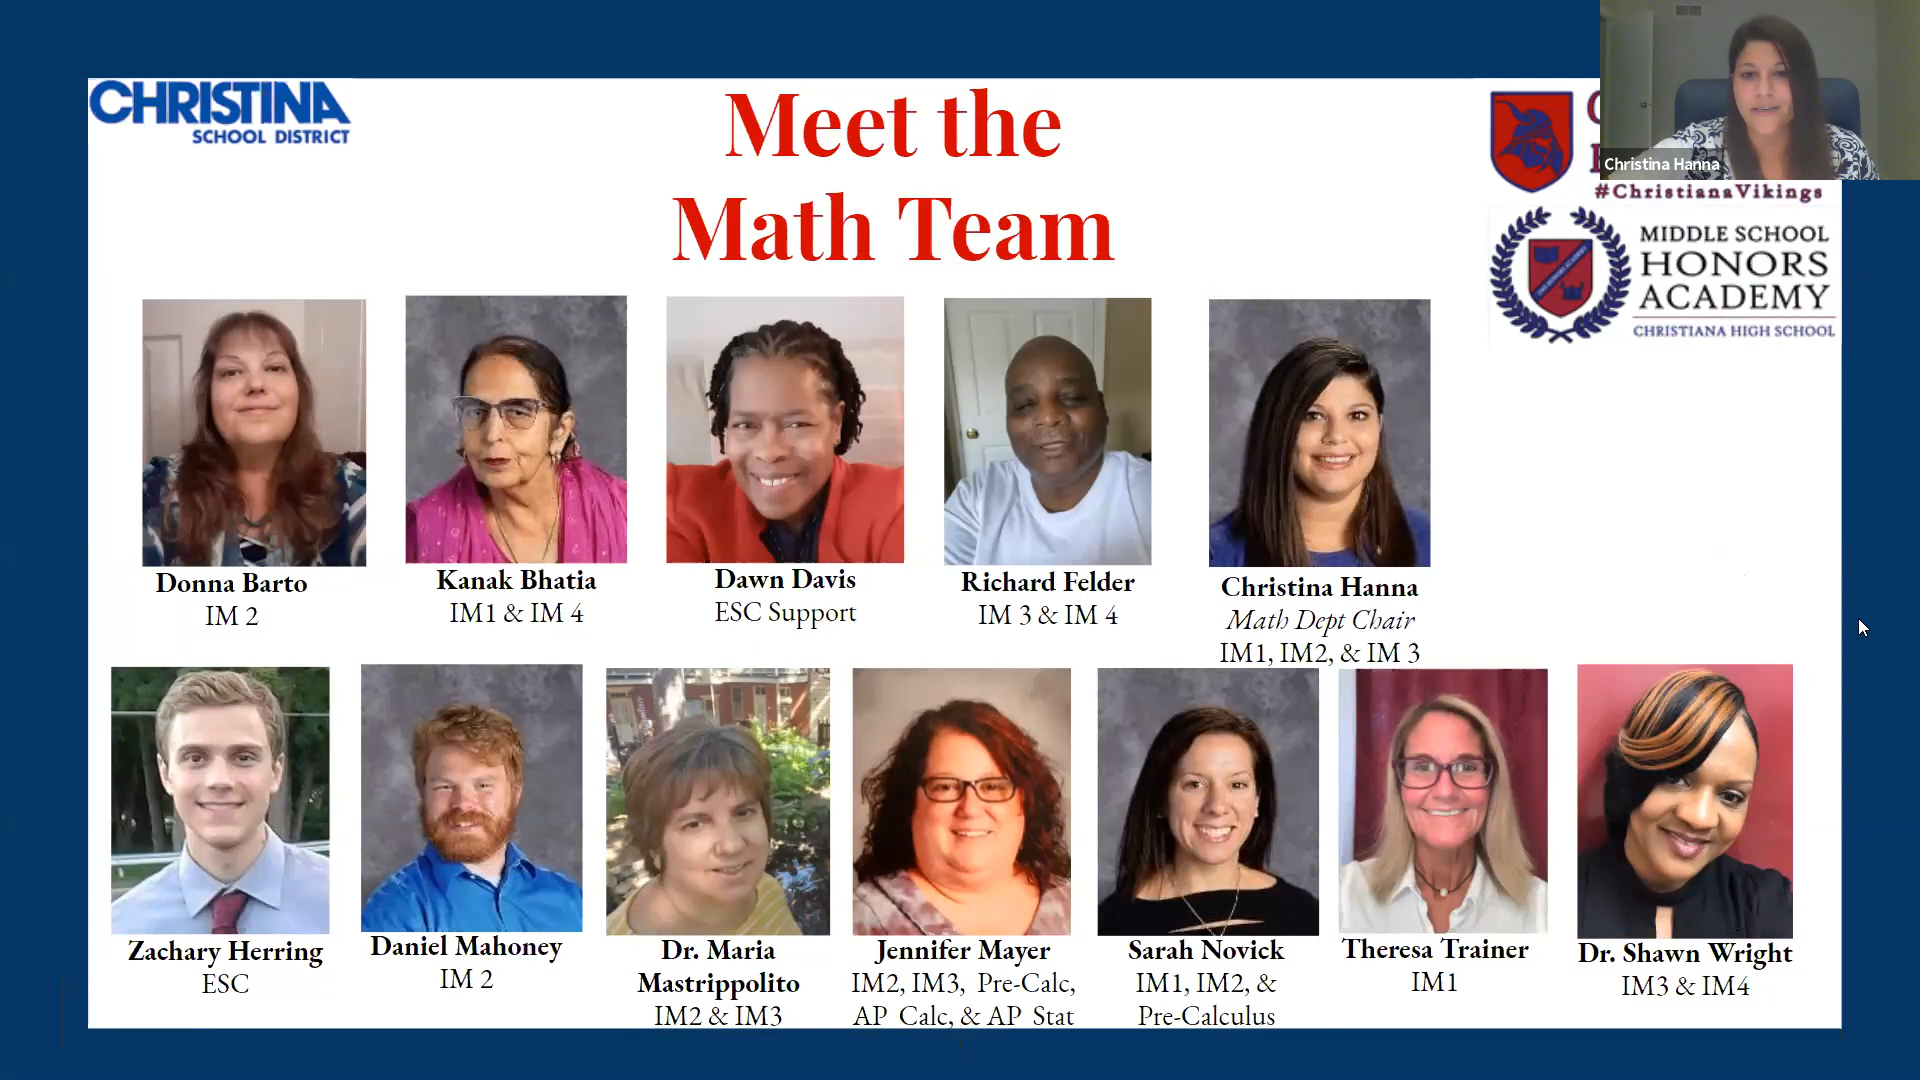 CHRISTINA
SCHOOL DISTRICT
Meet the
Math Team
Christina Hanna
#ChristianaVikings
MIDDLE SCHOOL
HONORS
ACADEMY
CHRISTIANA HIGH SCHOOL
Donna Barto
IM 2
Kanak Bhatia
IM1 & IM 4
Dawn Davis
ESC Support
Richard Felder
IM 3 & IM 4
Christina Hanna
Math Dept Chair
IM1, IM2, & IM 3
Zachary Herring
ESC
Daniel Mahoney
IM 2
Dr. Maria
Mastrippolito
IM2 & IM3
Jennifer Mayer
IM2, IM3, Pre-Calc,
AP Calc, & AP Stat
Sarah Novick
IM1, IM2, &
Pre-Calculus
Theresa Trainer
IM1
Dr. Shawn Wright
IM3 & IM4